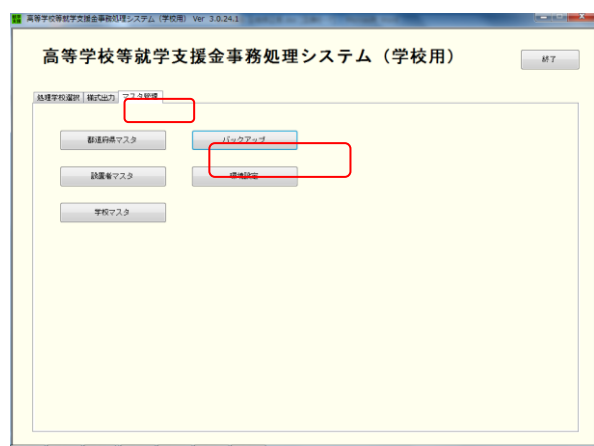 高等学校等就学支援金事務処理システム（学校用） Ver 3.0.24.1
高等学校等就学支援金事務処理システム（学校用）
終了
処理学校選択 様式出力 マスタ管理
都道府県マスタ バックアップ
設置者マスタ 環境設定
学校マスタ